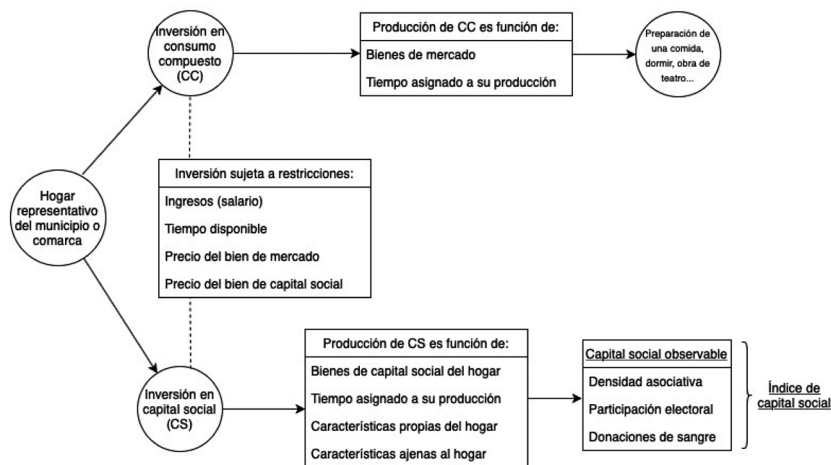 Inversión en
consumo
compuesto
(CC)
Producción de CC es función de:
Bienes de mercado
Tiempo asignado a su producción
Preparación de
una comida,
dormir, obra de
teatro...
Hogar
representativo
del municipio o
comarca
Inversión sujeta a restricciones:
Ingresos (salario)
Tiempo disponible
Precio del bien de mercado
Precio del bien de capital social
Inversión en
capital social
(CS)
Producción de CS es función de:
Bienes de capital social del hogar
Tiempo asignado a su producción
Características propias del hogar
Características ajenas al hogar
Capital social observable
Densidad asociativa
Participación electoral
Donaciones de sangre
Índice de
capital social